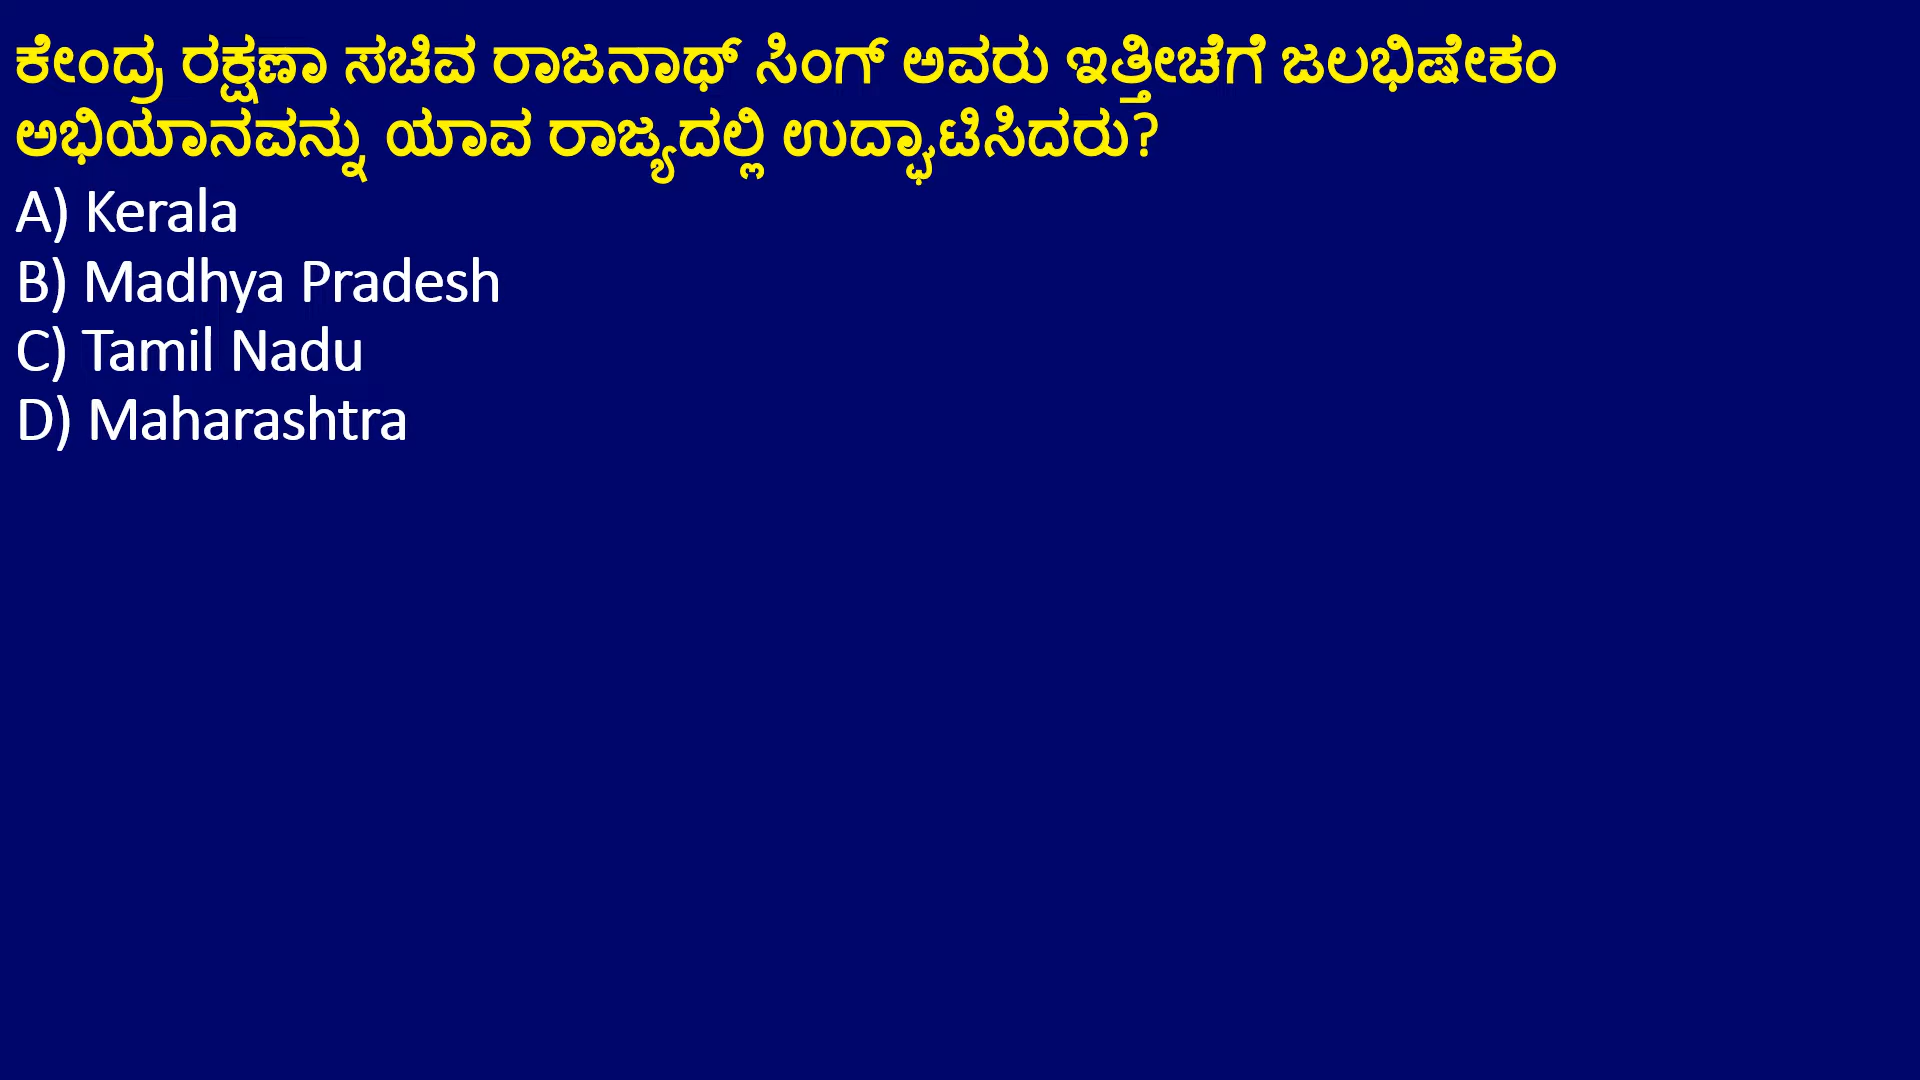 ಕೇಂದ್ರ ರಕ್ಷಣಾ ಸಚಿವ ರಾಜನಾಥ್ ಸಿಂಗ್ ಅವರು ಇತ್ತೀಚೆಗೆ ಜಲಭಿಷೇಕಂ
ಅಭಿಯಾನವನ್ನು ಯಾವ ರಾಜ್ಯದಲ್ಲಿ ಉದ್ಘಾಟಿಸಿದರು?
A) Kerala
B) Madhya Pradesh
C) Tamil Nadu
D) Maharashtra